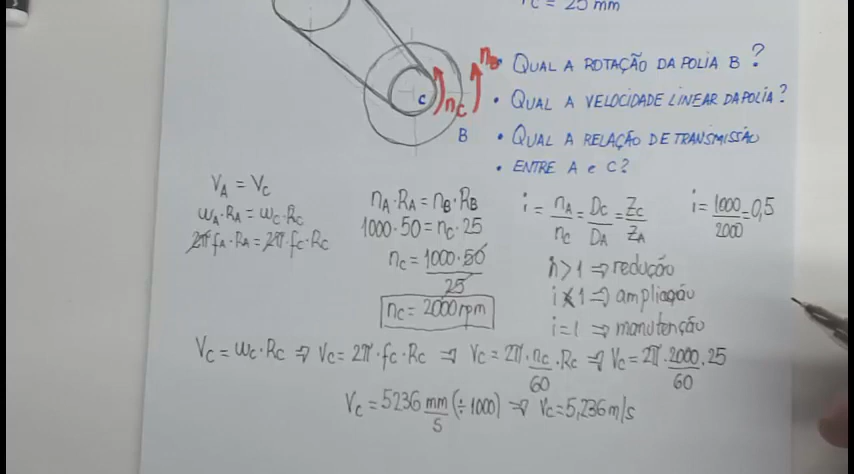 rC = 25 mm
nB
• QUAL A ROTAÇÃO DA POLIA B ?
C
nC
• QUAL A VELOCIDADE LINEAR DA POLIA?
B
• QUAL A RELAÇÃO DE TRANSMISSÃO
• ENTRE A e C?
VA = VC
ωA·RA = ωC·RC
2π fA·RA = 2π·fC·RC
nA·RA = nB·RB
1000·50 = nC·25
nC = 1000·50 / 25
nC = 2000 rpm
i = nA / nC = DC / DA = ZC / ZA
i = 1000 / 2000 = 0,5
i > 1 ⇒ redução
i < 1 ⇒ ampliação
i = 1 ⇒ manutenção
VC = ωC·RC ⇒ VC = 2π·fC·RC ⇒ VC = 2π·nC / 60·RC ⇒ VC = 2π·2000 / 60·25
VC = 5236 mm / s (÷1000) ⇒ VC = 5,236 m/s